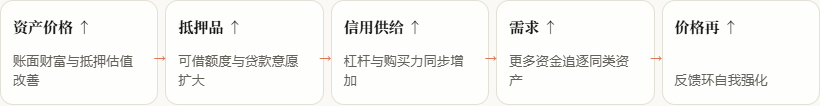 资产价格 ↑
账面财富与抵押估值
改善
→
抵押品 ↑
可借额度与贷款意愿
扩大
→
信用供给 ↑
杠杆与购买力同步增
加
→
需求 ↑
更多资金追逐同类资
产
→
价格再 ↑
反馈环自我强化